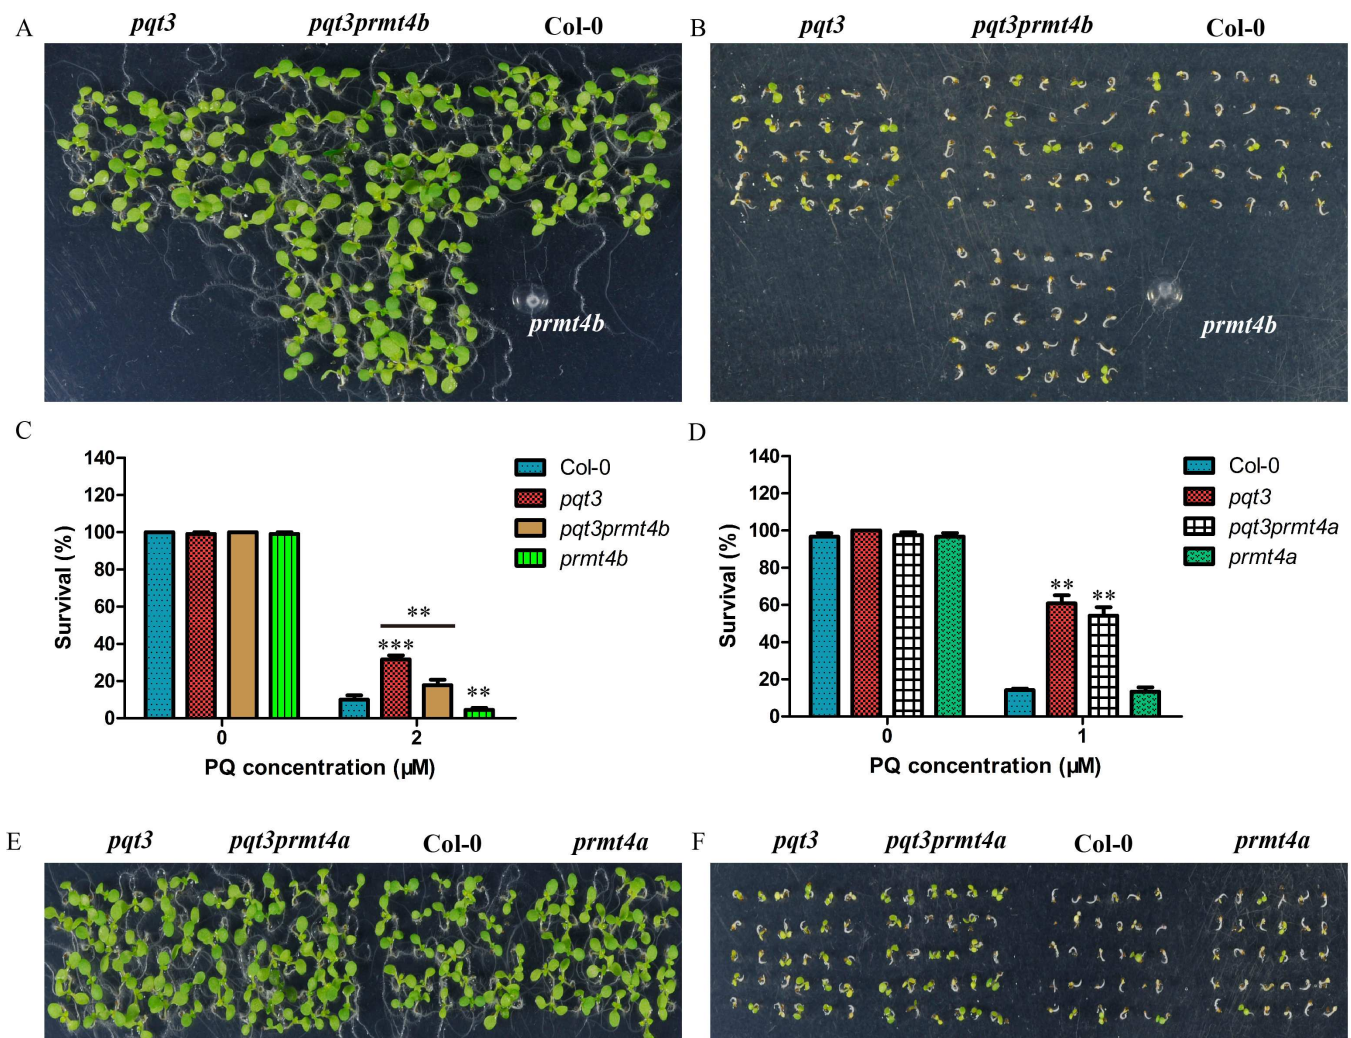 A pqt3 pqt3prmt4b Col-0
prmt4b
B pqt3 pqt3prmt4b Col-0
prmt4b
C
140
120
100
80
60
40
20
0
Survival (%)
**
***
**
0 2
PQ concentration (µM)
Col-0
pqt3
pqt3prmt4b
prmt4b
D
140
120
100
80
60
40
20
0
Survival (%)
** **
0 1
PQ concentration (µM)
Col-0
pqt3
pqt3prmt4a
prmt4a
E pqt3 pqt3prmt4a Col-0 prmt4a
F pqt3 pqt3prmt4a Col-0 prmt4a